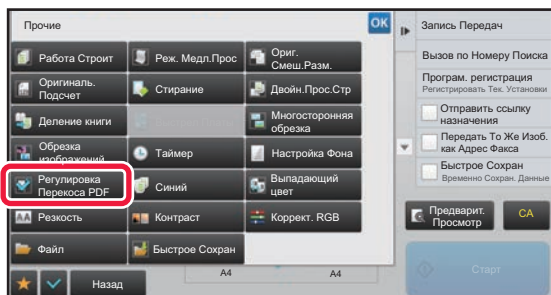 Прочие
OK
Работа Строит
Реж. Медл.Прос
Ориг.
Смеш.Разм.
Оригиналь.
Подсчет
Стирание
Двойн.Прос.Стр
Деление книги
Многосторонняя
обрезка
Обрезка
изображений
Таймер
Настройка Фона
Регулировка
Перекоса PDF
Синий
Выпадающий
цвет
AA
Резкость
Контраст
Коррект. RGB
Файл
Быстрое Сохран
Назад
A4
A4
Запись Передач
Вызов по Номеру Поиска
Програм. регистрация
Регистрировать Тек. Установки
Отправить ссылку
назначения
Передать То Же Изоб.
как Адрес Факса
Быстрое Сохран
Временно Сохран. Данные
Предварит.
Просмотр
CA
Старт